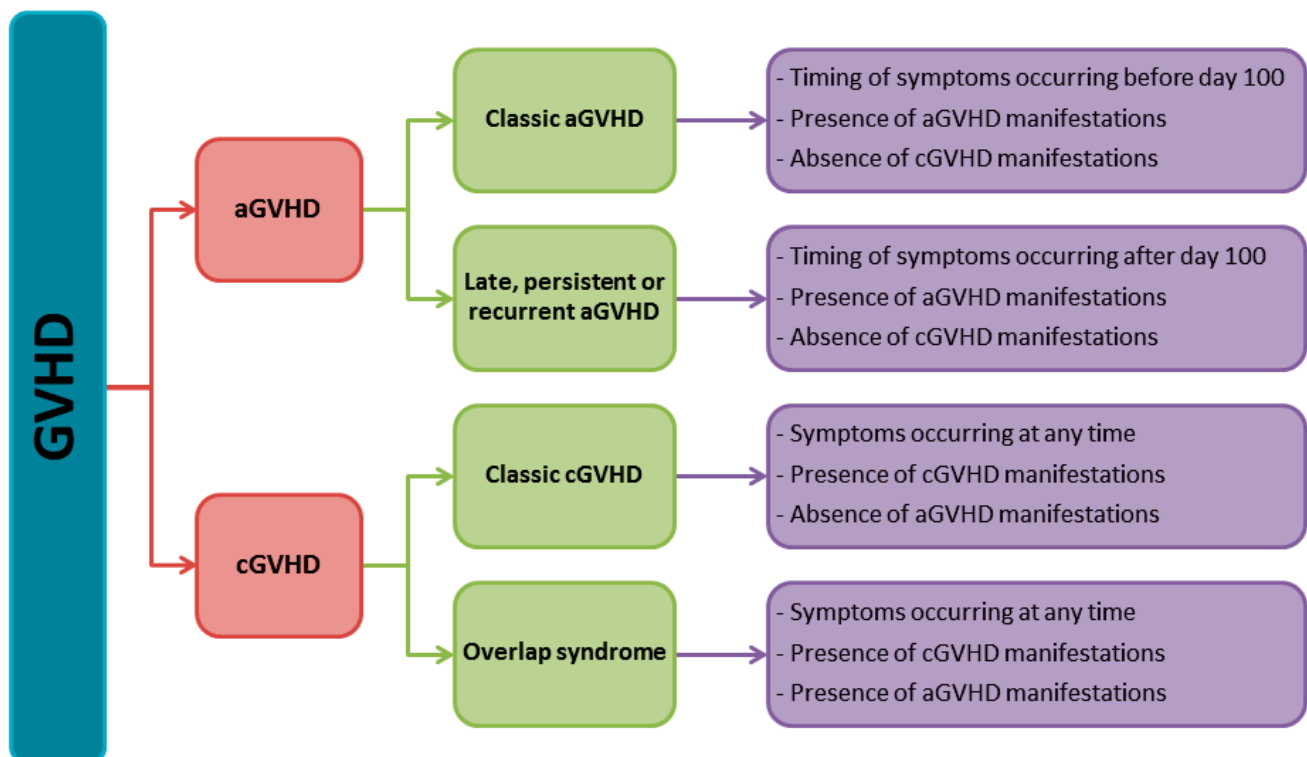 GVHD
aGVHD
Classic aGVHD
- Timing of symptoms occurring before day 100
- Presence of aGVHD manifestations
- Absence of cGVHD manifestations
Late, persistent or
recurrent aGVHD
- Timing of symptoms occurring after day 100
- Presence of aGVHD manifestations
- Absence of cGVHD manifestations
cGVHD
Classic cGVHD
- Symptoms occurring at any time
- Presence of cGVHD manifestations
- Absence of aGVHD manifestations
Overlap syndrome
- Symptoms occurring at any time
- Presence of cGVHD manifestations
- Presence of aGVHD manifestations